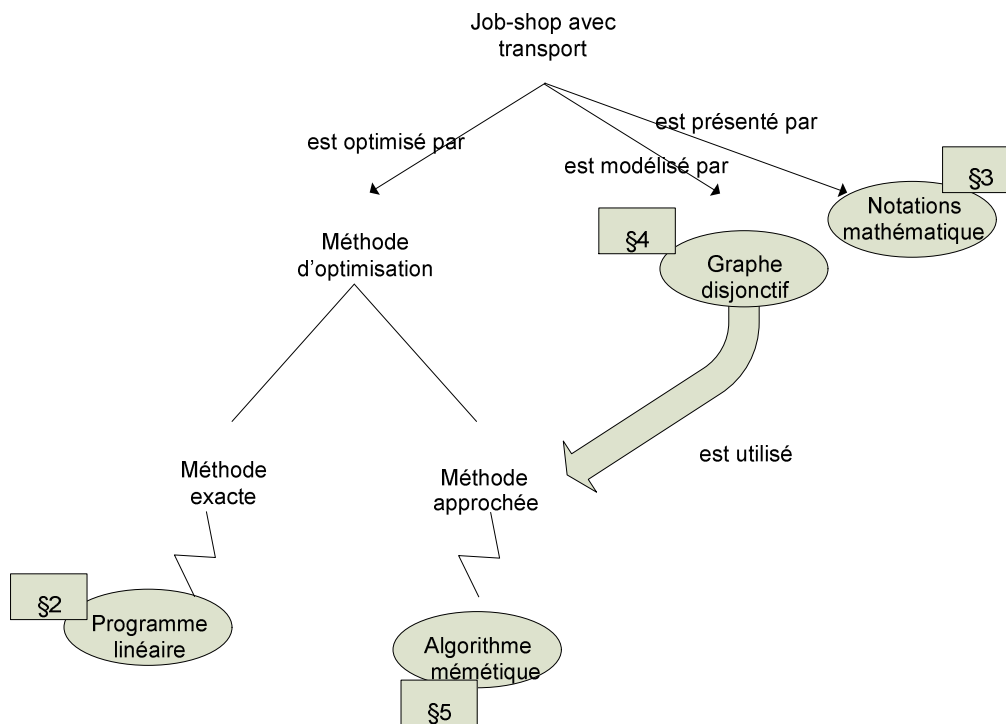 Job-shop avec
transport
est présenté par
est optimisé par
est modélisé par
§3
Notations
mathématique
§4
Méthode
d'optimisation
Graphe
disjonctif
est utilisé
Méthode
exacte
Méthode
approchée
§2
Programme
linéaire
Algorithme
mémétique
§5